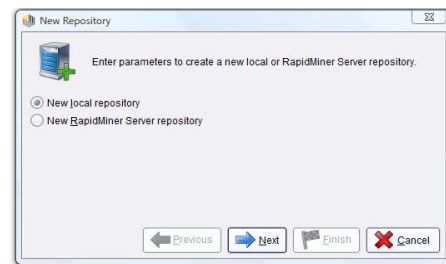 New Repository
Enter parameters to create a new local or RapidMiner Server repository.
New local repository
New RapidMiner Server repository
Previous
Next
Finish
Cancel